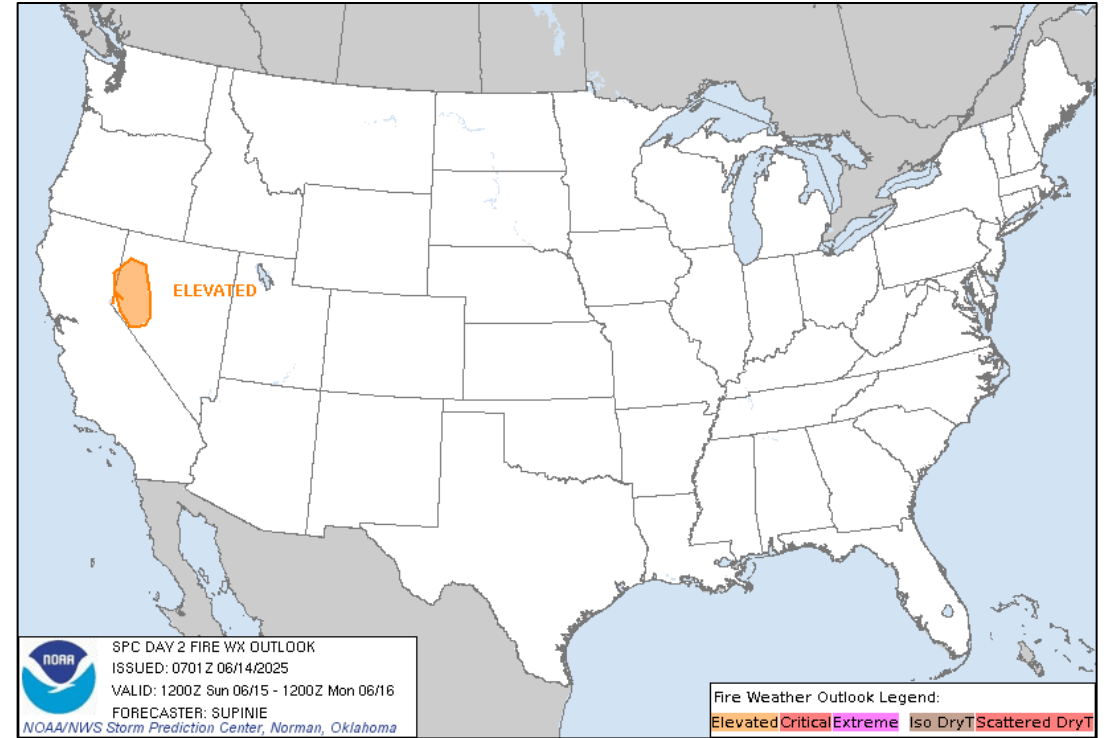 ELEVATED
NOAA
SPC DAY 2 FIRE WX OUTLOOK
ISSUED: 0701Z 06/14/2025
VALID: 1200Z Sun 06/15 - 1200Z Mon 06/16
FORECASTER: SUPINIE
NOAA/NWS Storm Prediction Center, Norman, Oklahoma
Fire Weather Outlook Legend:
Elevated Critical Extreme Iso DryT Scattered DryT